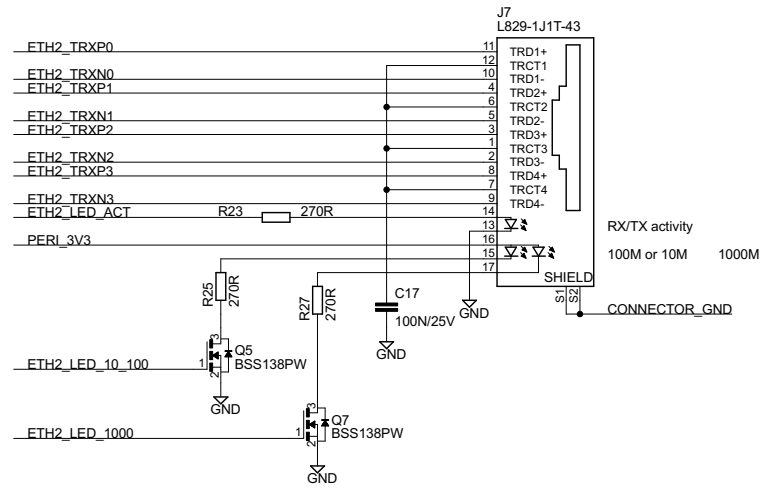 J7
L829-1J1T-43
ETH2_TRXP0 11 TRD1+
12 TRCT1
ETH2_TRXN0 10 TRD1-
ETH2_TRXP1 4 TRD2+
6 TRCT2
ETH2_TRXN1 5 TRD2-
ETH2_TRXP2 3 TRD3+
1 TRCT3
ETH2_TRXN2 2 TRD3-
ETH2_TRXP3 8 TRD4+
7 TRCT4
ETH2_TRXN3 9 TRD4-
ETH2_LED_ACT R23 270R 14
13 RX/TX activity
PERI_3V3 16
15 100M or 10M 1000M
17
SHIELD
S1 S2
CONNECTOR_GND
R25 270R
R27 270R
C17
100N/25V
GND
GND
3
Q5
BSS138PW
ETH2_LED_10_100 1
2
GND
3
Q7
BSS138PW
ETH2_LED_1000 1
2
GND